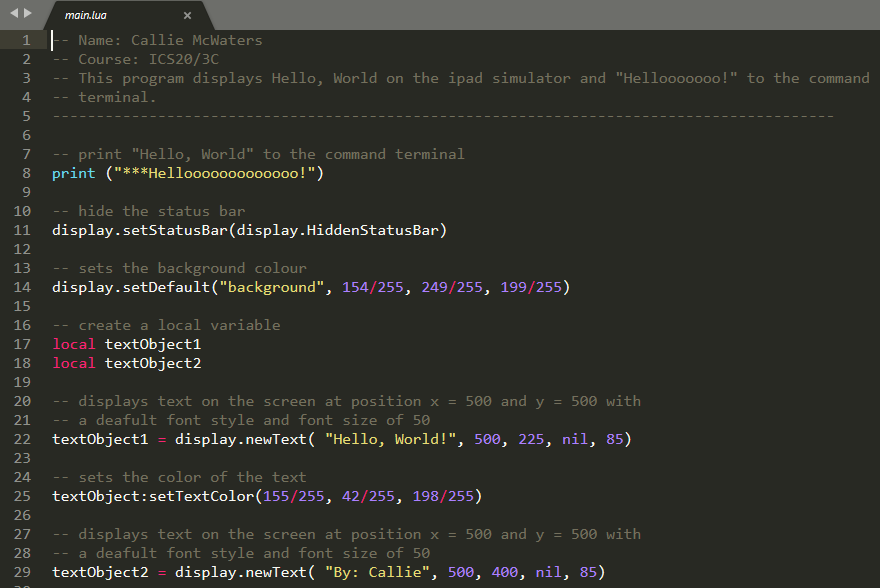 main.lua
1 -- Name: Callie McWaters
2 -- Course: ICS20/3C
3 -- This program displays Hello, World on the ipad simulator and "Helloooooo!" to the command
4 -- terminal.
5 -----------------------------------------------------------------------------------------
6
7 -- print "Hello, World" to the command terminal
8 print ("***Hellooooooooooooo!")
9
10 -- hide the status bar
11 display.setStatusBar(display.HiddenStatusBar)
12
13 -- sets the background colour
14 display.setDefault("background", 154/255, 249/255, 199/255)
15
16 -- create a local variable
17 local textObject1
18 local textObject2
19
20 -- displays text on the screen at position x = 500 and y = 500 with
21 -- a deafult font style and font size of 50
22 textObject1 = display.newText( "Hello, World!", 500, 225, nil, 85)
23
24 -- sets the color of the text
25 textObject:setTextColor(155/255, 42/255, 198/255)
26
27 -- displays text on the screen at position x = 500 and y = 500 with
28 -- a deafult font style and font size of 50
29 textObject2 = display.newText( "By: Callie", 500, 400, nil, 85)